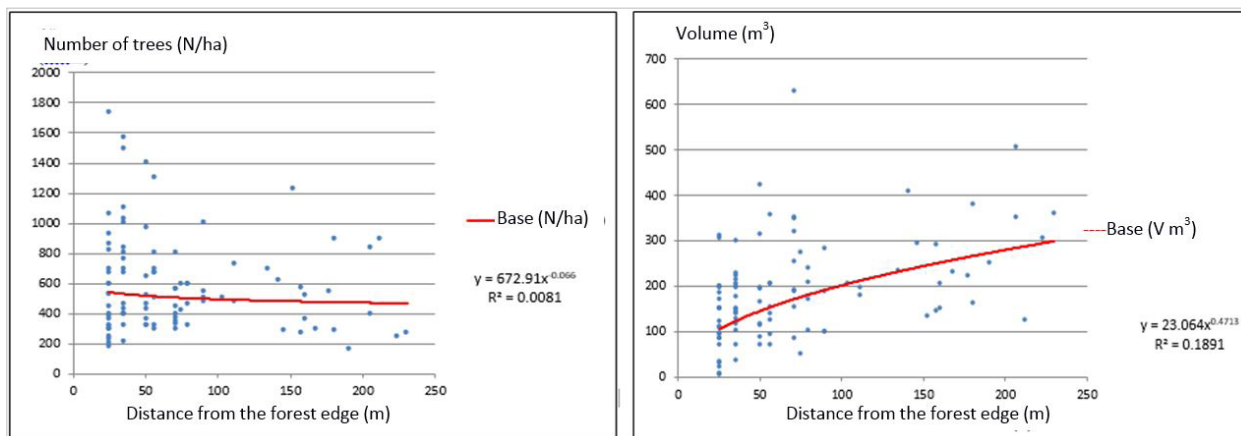 Number of trees (N/ha)
2000
1800
1600
1400
1200
1000
800
600
400
200
0
0 50 100 150 200 250
Distance from the forest edge (m)
Base (N/ha)
y = 672.91x^-0.066
R² = 0.0081
Volume (m³)
700
600
500
400
300
200
100
0
0 50 100 150 200 250
Distance from the forest edge (m)
Base (V m³)
y = 23.064x^0.4713
R² = 0.1891